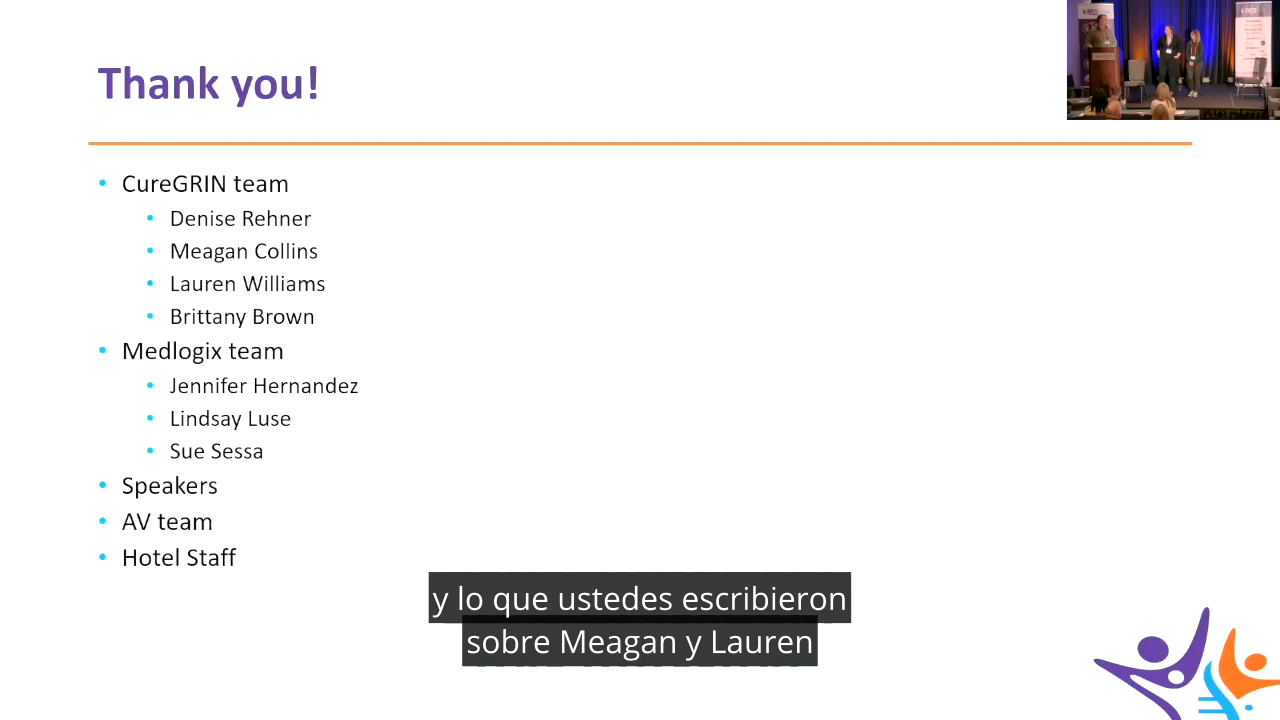 Thank you!
CureGRIN team
Denise Rehner
Meagan Collins
Lauren Williams
Brittany Brown
Medlogix team
Jennifer Hernandez
Lindsay Luse
Sue Sessa
Speakers
AV team
Hotel Staff
y lo que ustedes escribieron
sobre Meagan y Lauren